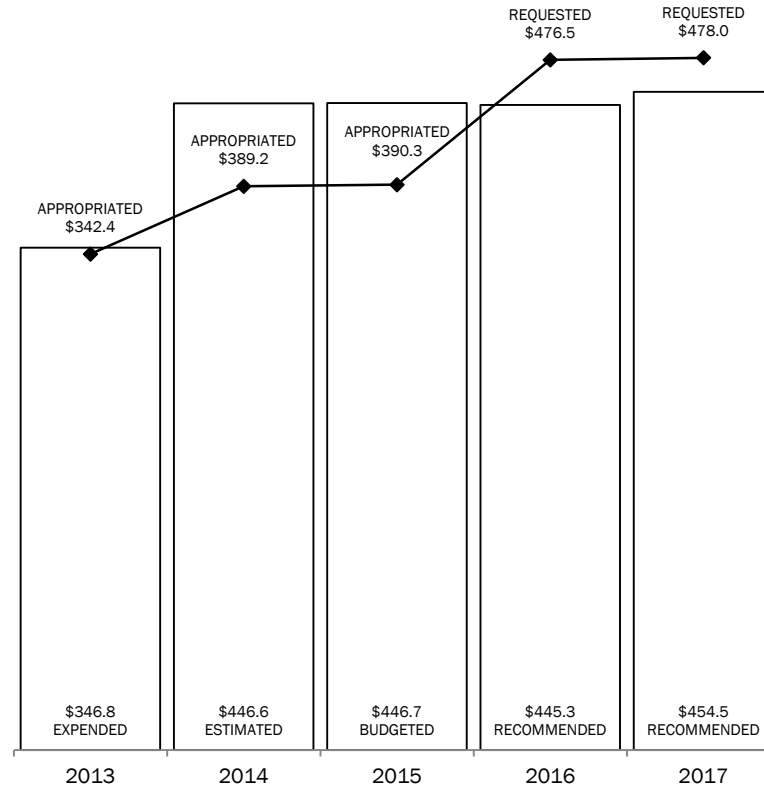 REQUESTED
$476.5
REQUESTED
$478.0
APPROPRIATED
$389.2
APPROPRIATED
$390.3
APPROPRIATED
$342.4
$346.8
EXPENDED
$446.6
ESTIMATED
$446.7
BUDGETED
$445.3
RECOMMENDED
$454.5
RECOMMENDED
2013
2014
2015
2016
2017